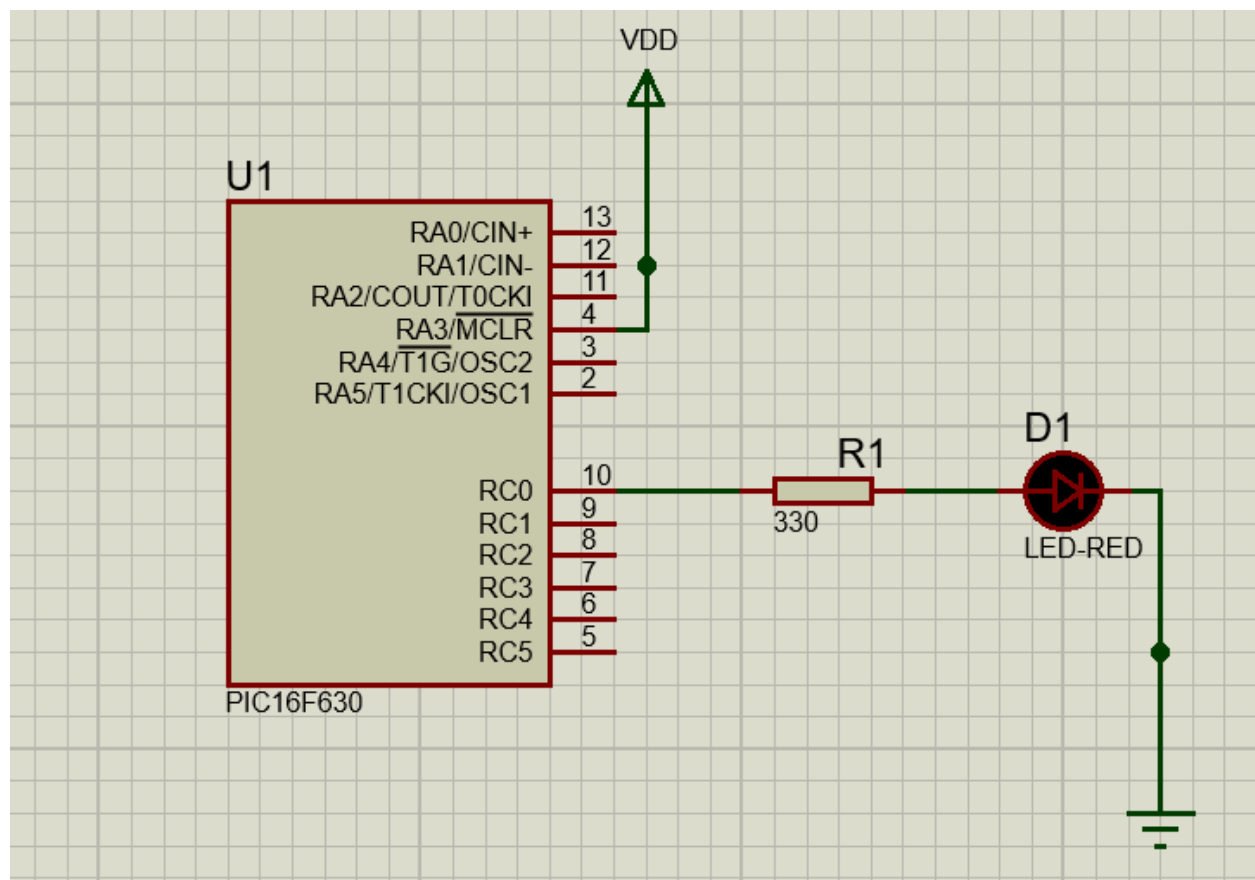 VDD
U1
RA0/CIN+ 13
RA1/CIN- 12
RA2/COUT/T0CKI 11
RA3/MCLR 4
RA4/T1G/OSC2 3
RA5/T1CKI/OSC1 2
RC0 10
RC1 9
RC2 8
RC3 7
RC4 6
RC5 5
PIC16F630
R1
330
D1
LED-RED